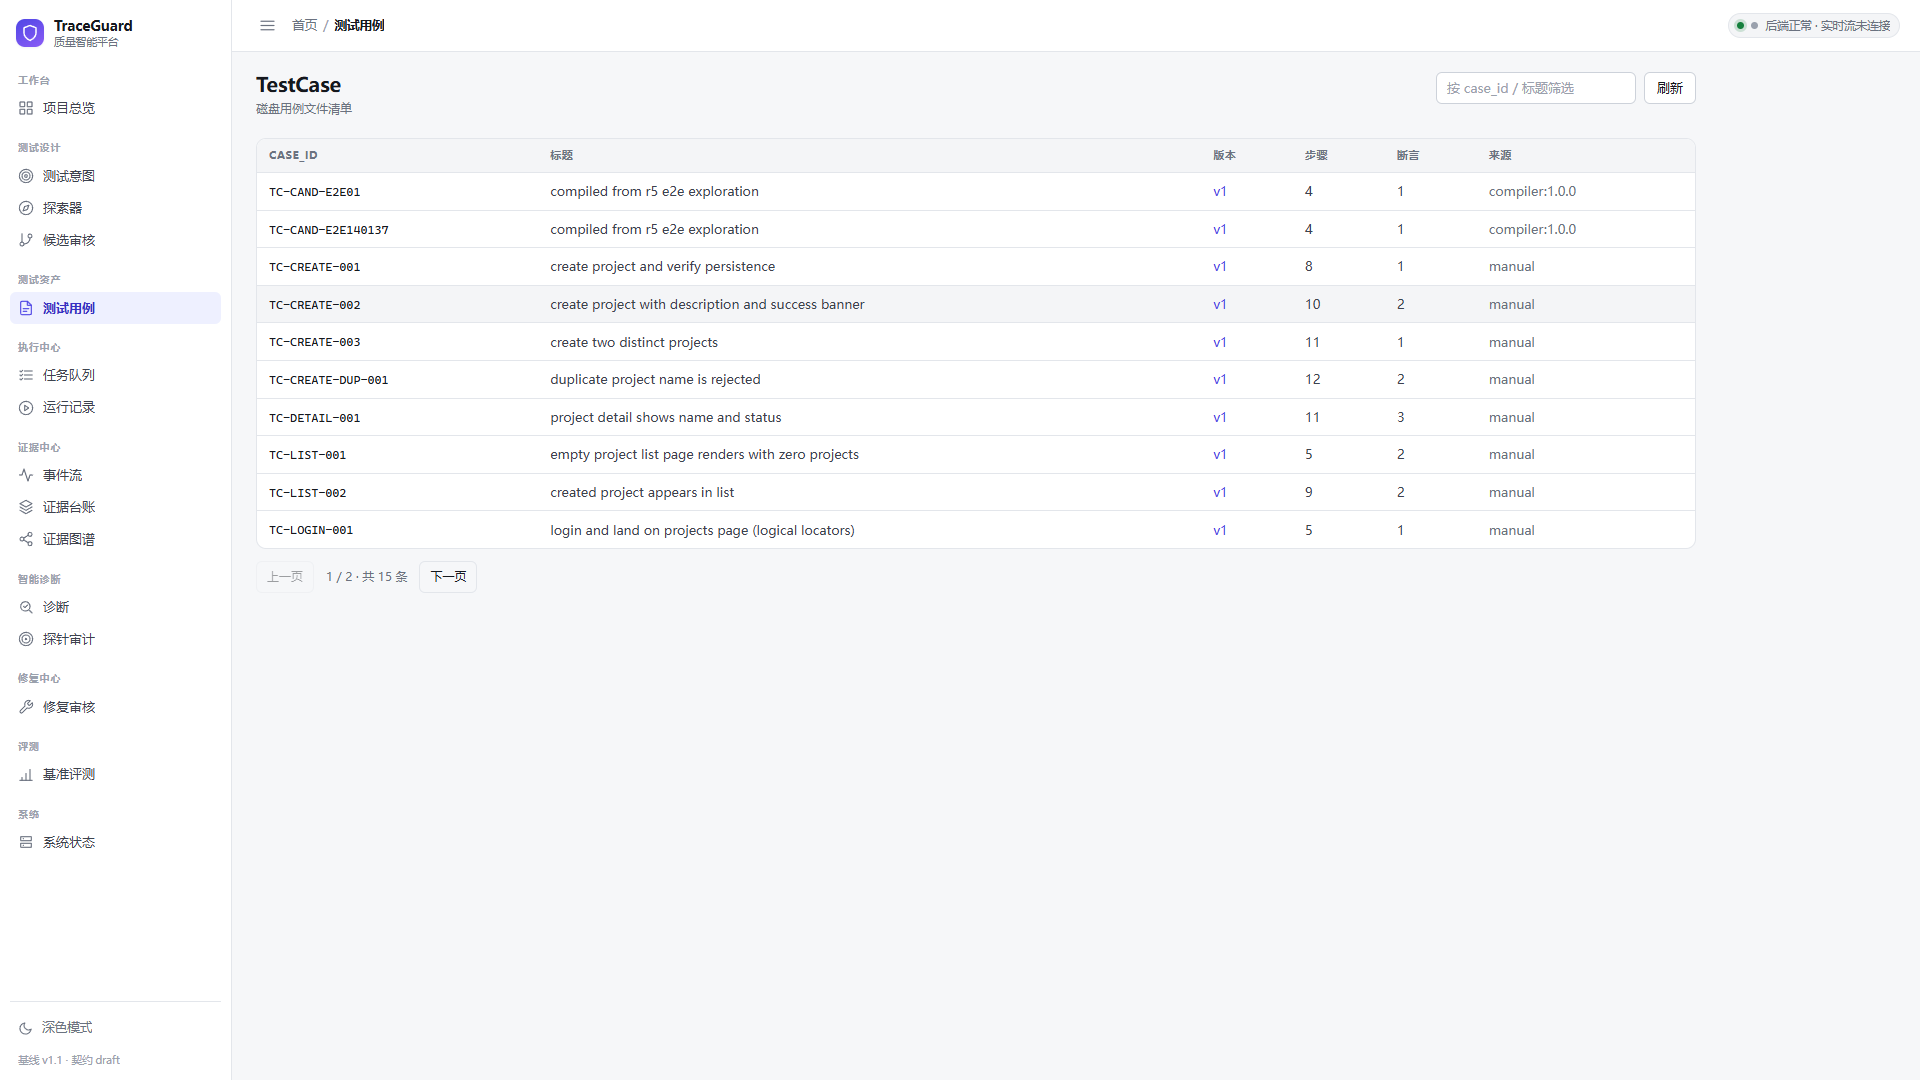 TraceGuard
质量智能平台
工作台
项目总览
测试设计
测试意图
探索器
候选审核
测试资产
测试用例
执行中心
任务队列
运行记录
证据中心
事件流
证据台账
证据图谱
智能诊断
诊断
探针审计
修复中心
修复审核
评测
基准评测
系统
系统状态
深色模式
基线 v1.1 · 契约 draft
首页 / 测试用例
后端正常 · 实时流未连接
TestCase
磁盘用例文件清单
按 case_id / 标题筛选
刷新
CASE_ID 标题 版本 步骤 断言 来源
TC-CAND-E2E01 compiled from r5 e2e exploration v1 4 1 compiler:1.0.0
TC-CAND-E2E140137 compiled from r5 e2e exploration v1 4 1 compiler:1.0.0
TC-CREATE-001 create project and verify persistence v1 8 1 manual
TC-CREATE-002 create project with description and success banner v1 10 2 manual
TC-CREATE-003 create two distinct projects v1 11 1 manual
TC-CREATE-DUP-001 duplicate project name is rejected v1 12 2 manual
TC-DETAIL-001 project detail shows name and status v1 11 3 manual
TC-LIST-001 empty project list page renders with zero projects v1 5 2 manual
TC-LIST-002 created project appears in list v1 9 2 manual
TC-LOGIN-001 login and land on projects page (logical locators) v1 5 1 manual
上一页 1 / 2 · 共 15 条 下一页